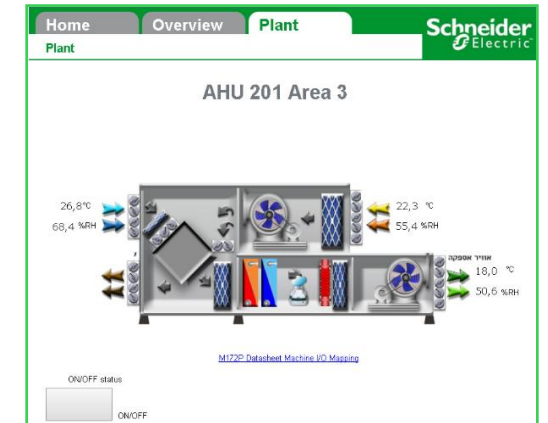 Home Overview Plant
Schneider
Electric
Plant
AHU 201 Area 3
26,8 °C
68,4 %RH
22,3 °C
55,4 %RH
אוויר אספקה
18,0 °C
50,6 %RH
M172P Datasheet Machine I/O Mapping
ON/OFF status
ON/OFF